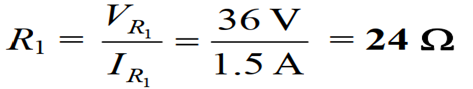 R₁ = V_R₁ / I_R₁ = 36 V / 1.5 A = 24 Ω